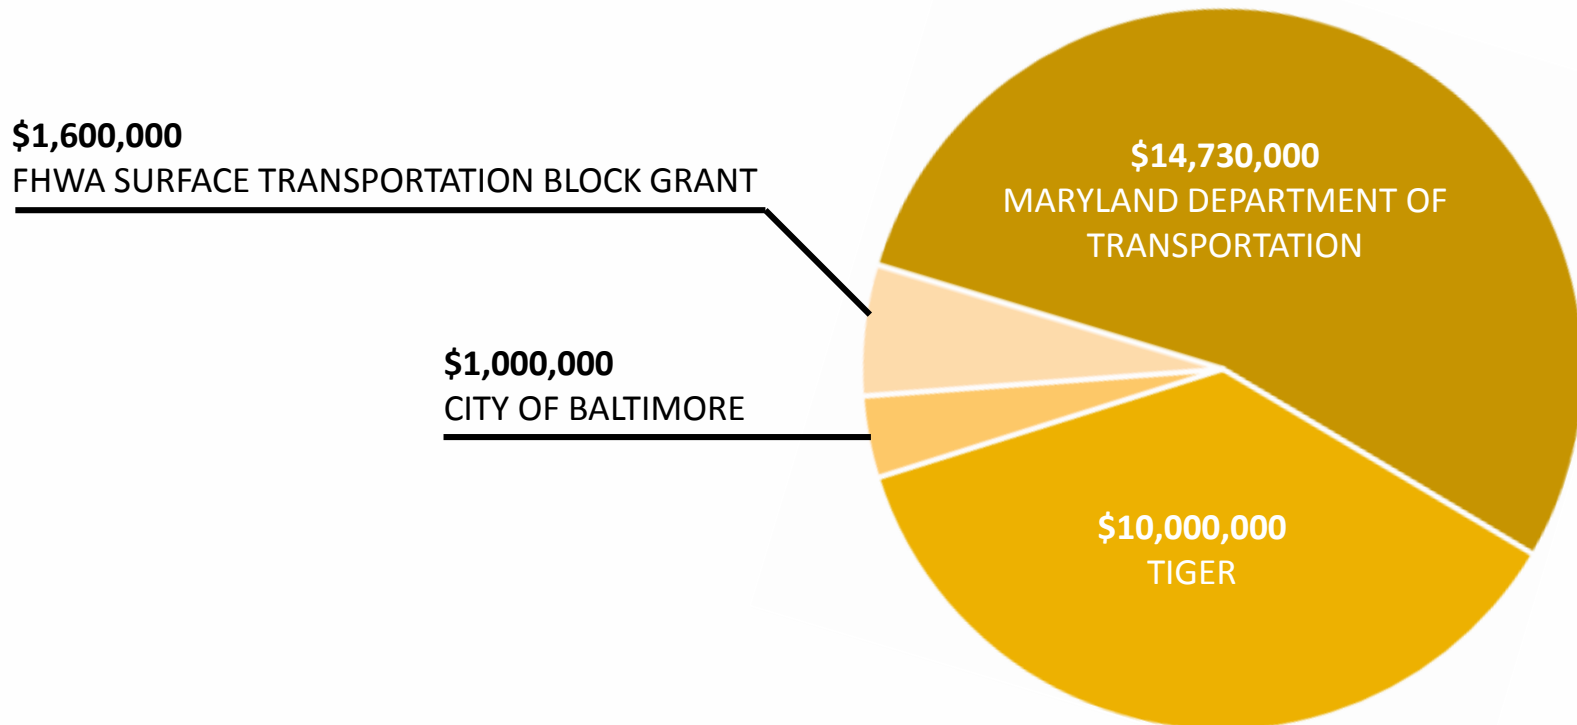 $1,600,000
FHWA SURFACE TRANSPORTATION BLOCK GRANT
$14,730,000
MARYLAND DEPARTMENT OF
TRANSPORTATION
$1,000,000
CITY OF BALTIMORE
$10,000,000
TIGER